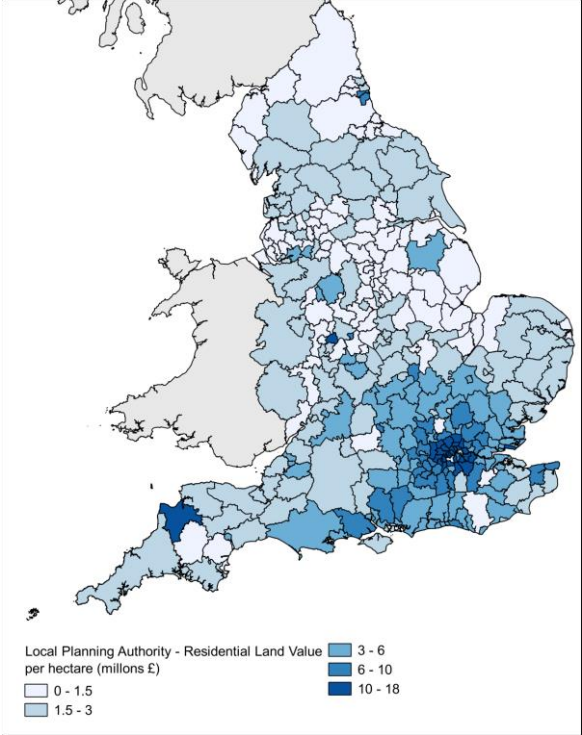 Local Planning Authority - Residential Land Value
per hectare (millons £)
0 - 1.5
1.5 - 3
3 - 6
6 - 10
10 - 18